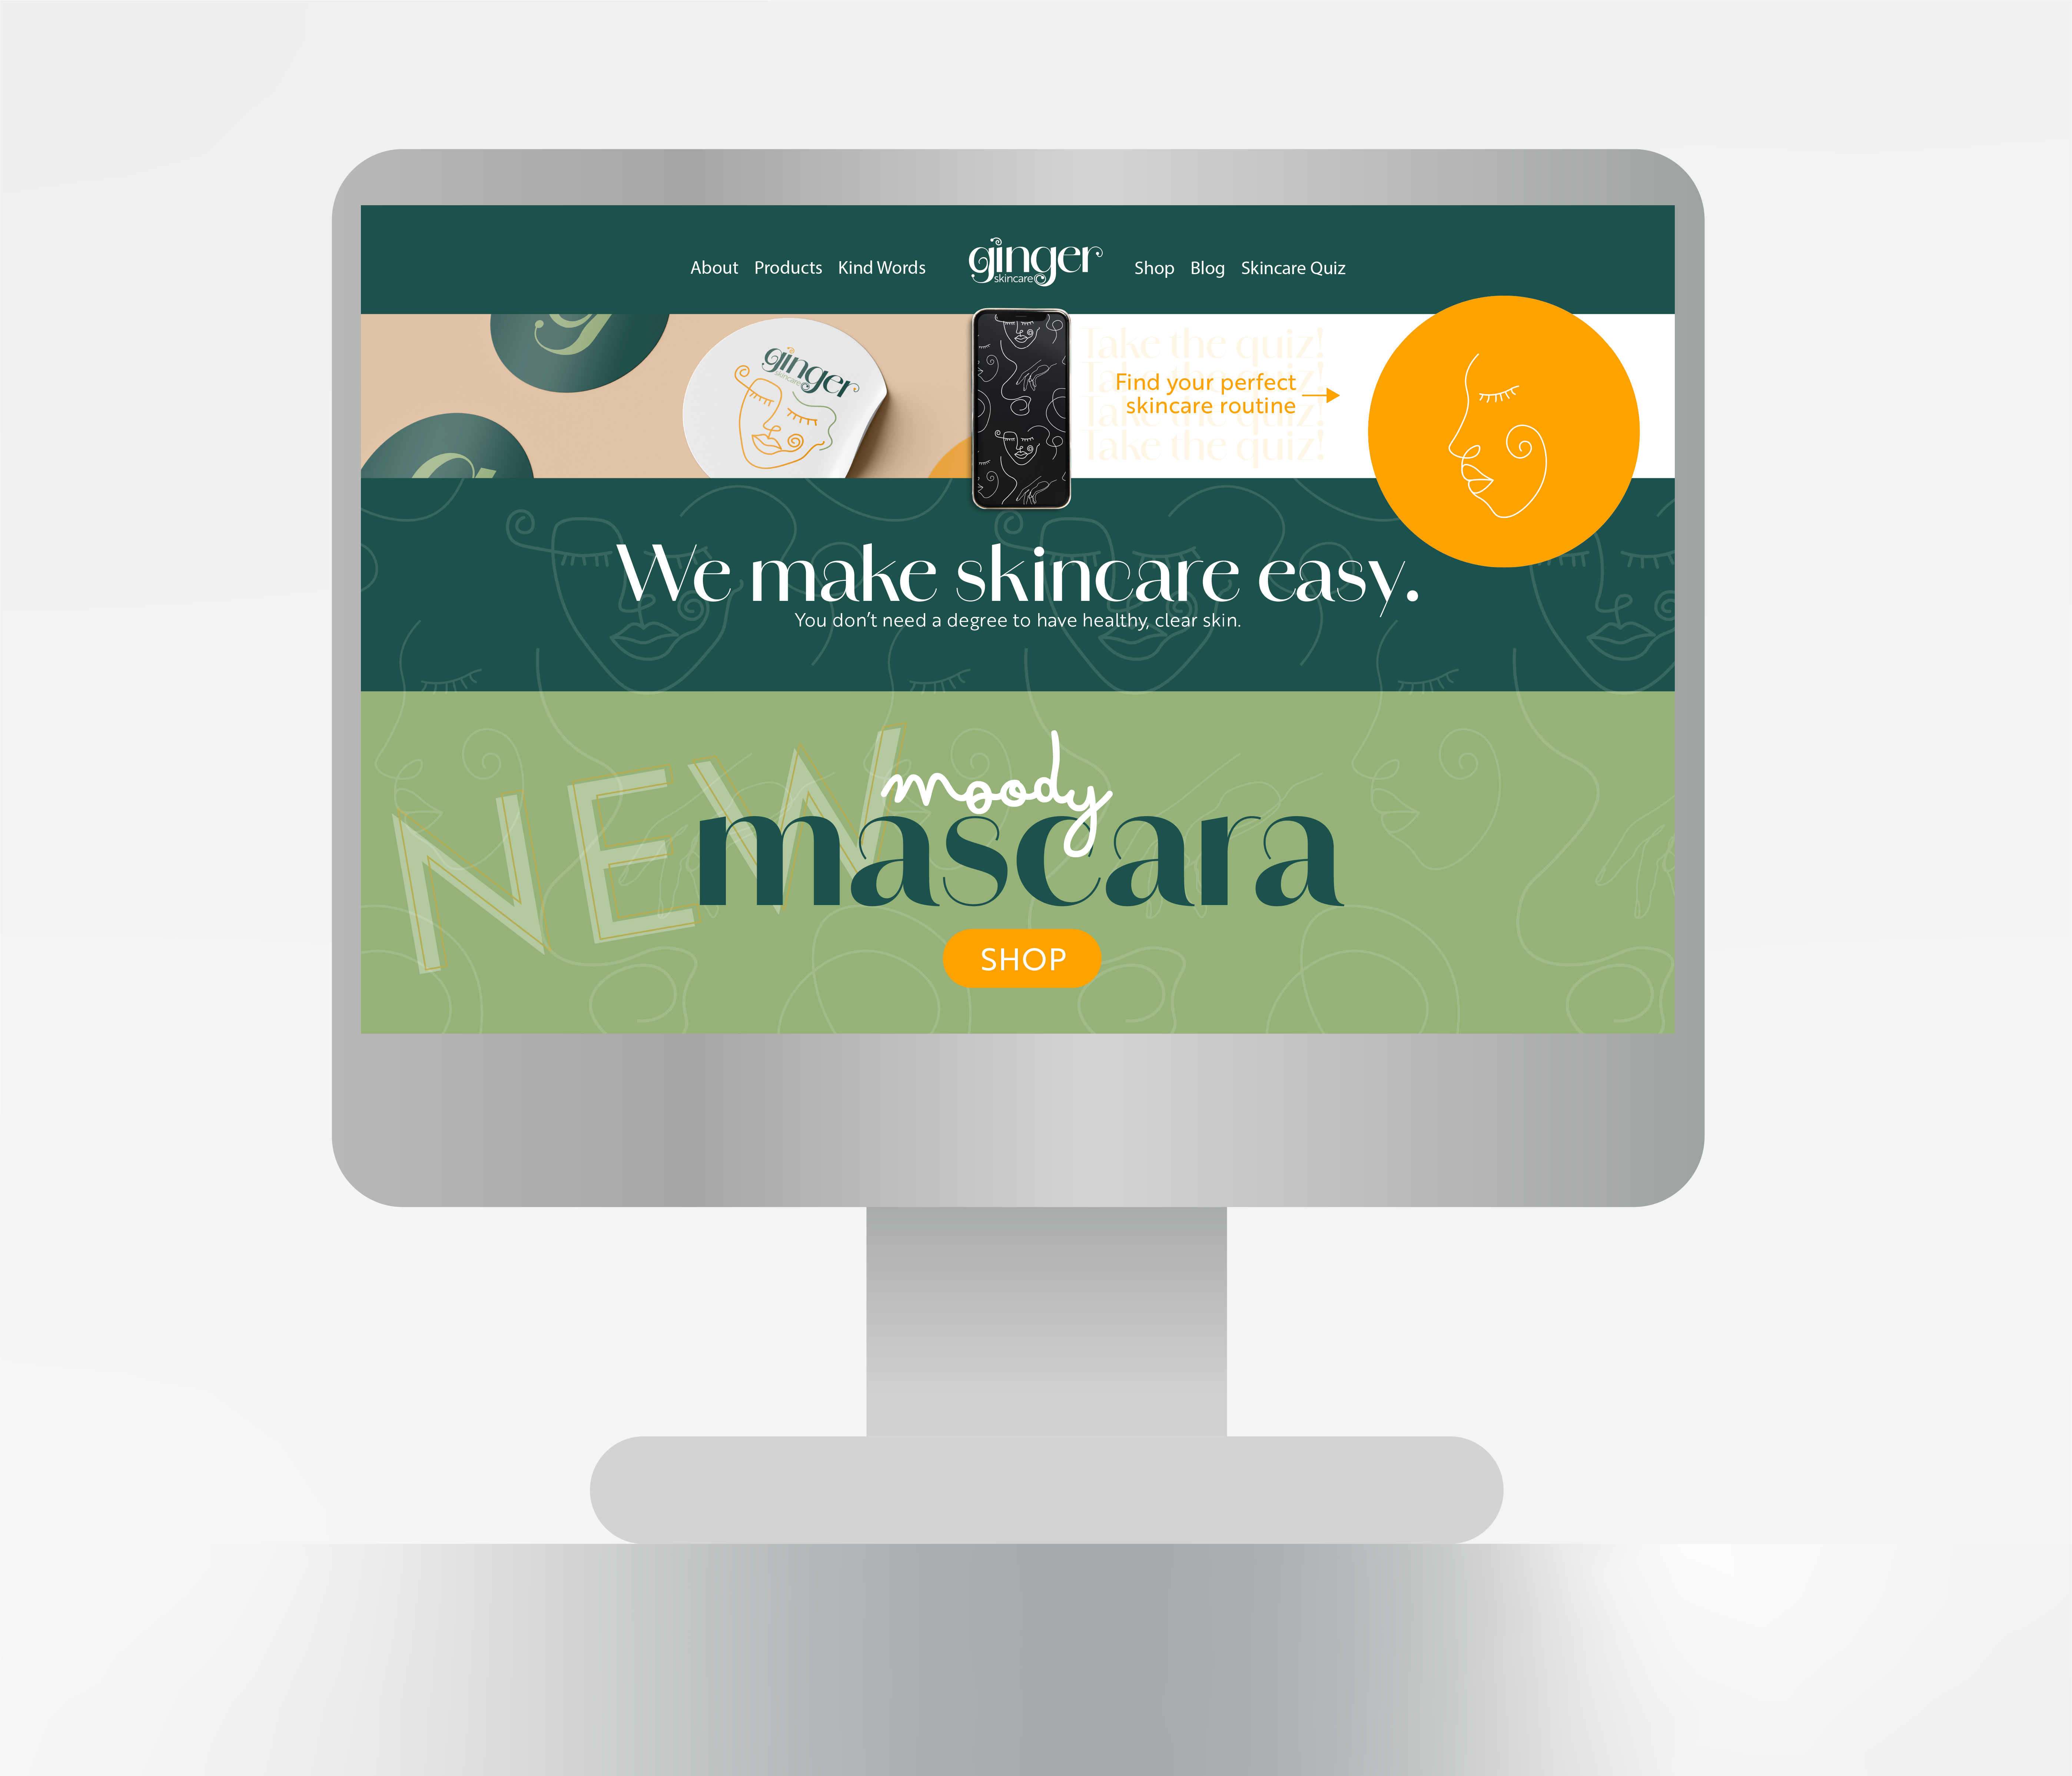 About Products Kind Words
ginger
skincare
Shop Blog Skincare Quiz
g
g
ginger
skincare
Take the quiz!
Take the quiz!
Take the quiz!
Take the quiz!
Find your perfect
skincare routine
We make skincare easy.
You don’t need a degree to have healthy, clear skin.
NEW
moody
mascara
SHOP